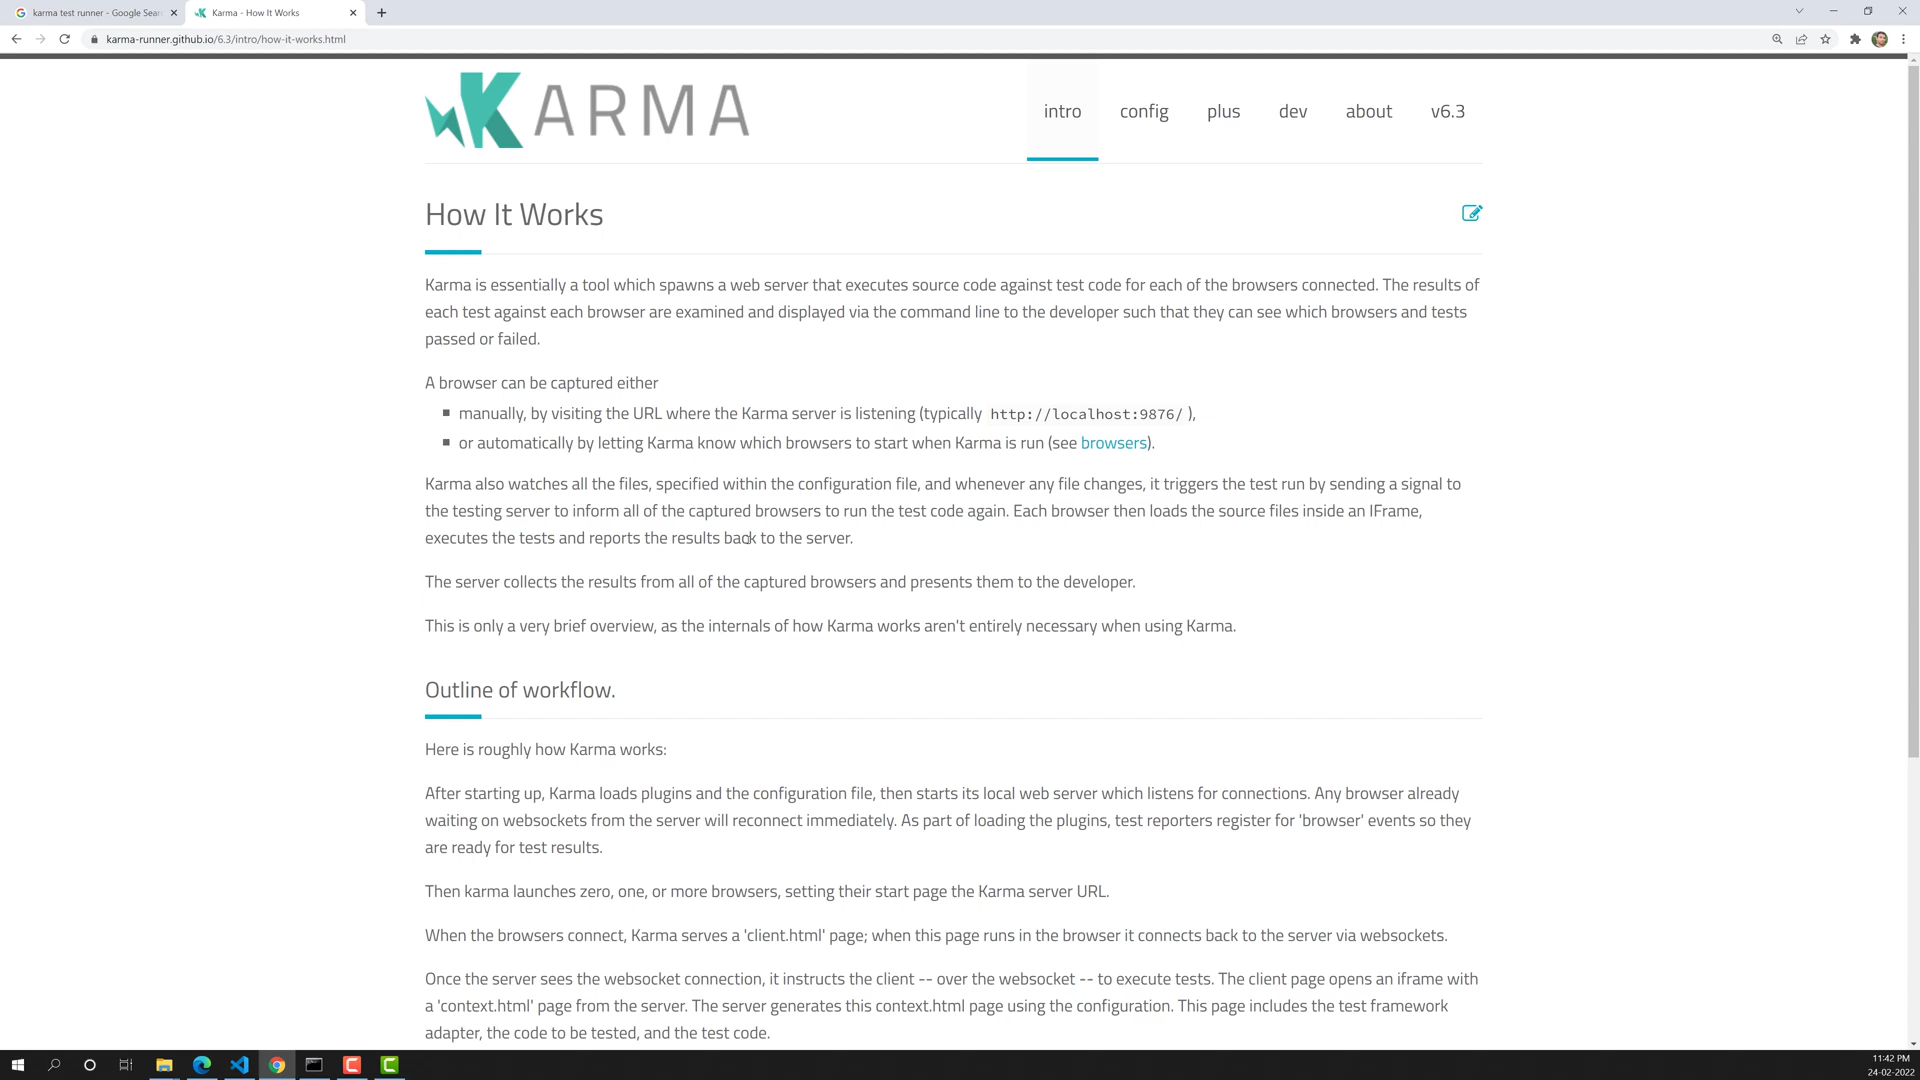 karma test runner - Google Sear
Karma - How It Works
karma-runner.github.io/6.3/intro/how-it-works.html
KARMA
intro
config
plus
dev
about
v6.3
How It Works
Karma is essentially a tool which spawns a web server that executes source code against test code for each of the browsers connected. The results of
each test against each browser are examined and displayed via the command line to the developer such that they can see which browsers and tests
passed or failed.
A browser can be captured either
manually, by visiting the URL where the Karma server is listening (typically http://localhost:9876/ ),
or automatically by letting Karma know which browsers to start when Karma is run (see browsers).
Karma also watches all the files, specified within the configuration file, and whenever any file changes, it triggers the test run by sending a signal to
the testing server to inform all of the captured browsers to run the test code again. Each browser then loads the source files inside an IFrame,
executes the tests and reports the results back to the server.
The server collects the results from all of the captured browsers and presents them to the developer.
This is only a very brief overview, as the internals of how Karma works aren't entirely necessary when using Karma.
Outline of workflow.
Here is roughly how Karma works:
After starting up, Karma loads plugins and the configuration file, then starts its local web server which listens for connections. Any browser already
waiting on websockets from the server will reconnect immediately. As part of loading the plugins, test reporters register for 'browser' events so they
are ready for test results.
Then karma launches zero, one, or more browsers, setting their start page the Karma server URL.
When the browsers connect, Karma serves a 'client.html' page; when this page runs in the browser it connects back to the server via websockets.
Once the server sees the websocket connection, it instructs the client -- over the websocket -- to execute tests. The client page opens an iframe with
a 'context.html' page from the server. The server generates this context.html page using the configuration. This page includes the test framework
adapter, the code to be tested, and the test code.
11:42 PM
24-02-2022